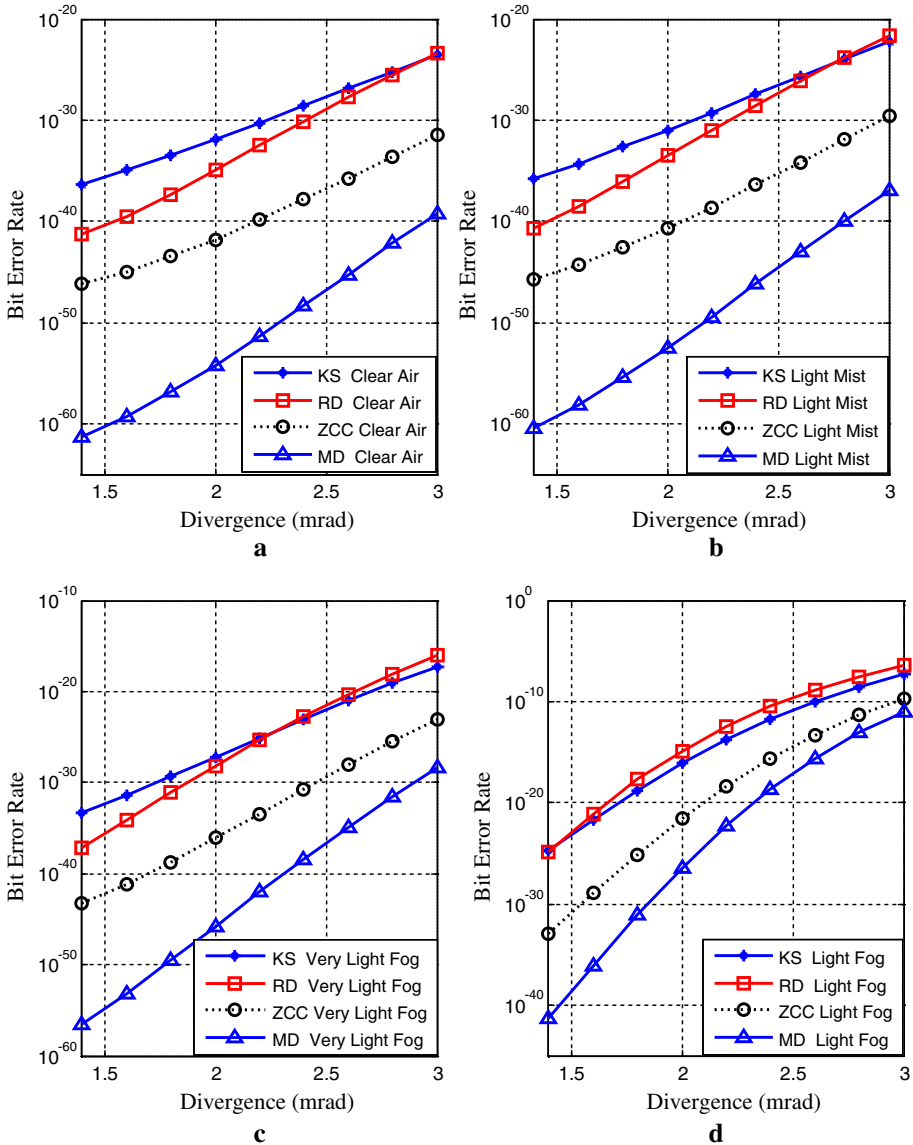 10^-20
10^-30
10^-40
10^-50
10^-60
Bit Error Rate
KS Clear Air
RD Clear Air
ZCC Clear Air
MD Clear Air
1.5 2 2.5 3
Divergence (mrad)
a
10^-20
10^-30
10^-40
10^-50
10^-60
Bit Error Rate
KS Light Mist
RD Light Mist
ZCC Light Mist
MD Light Mist
1.5 2 2.5 3
Divergence (mrad)
b
10^-10
10^-20
10^-30
10^-40
10^-50
10^-60
Bit Error Rate
KS Very Light Fog
RD Very Light Fog
ZCC Very Light Fog
MD Very Light Fog
1.5 2 2.5 3
Divergence (mrad)
c
10^0
10^-10
10^-20
10^-30
10^-40
Bit Error Rate
KS Light Fog
RD Light Fog
ZCC Light Fog
MD Light Fog
1.5 2 2.5 3
Divergence (mrad)
d